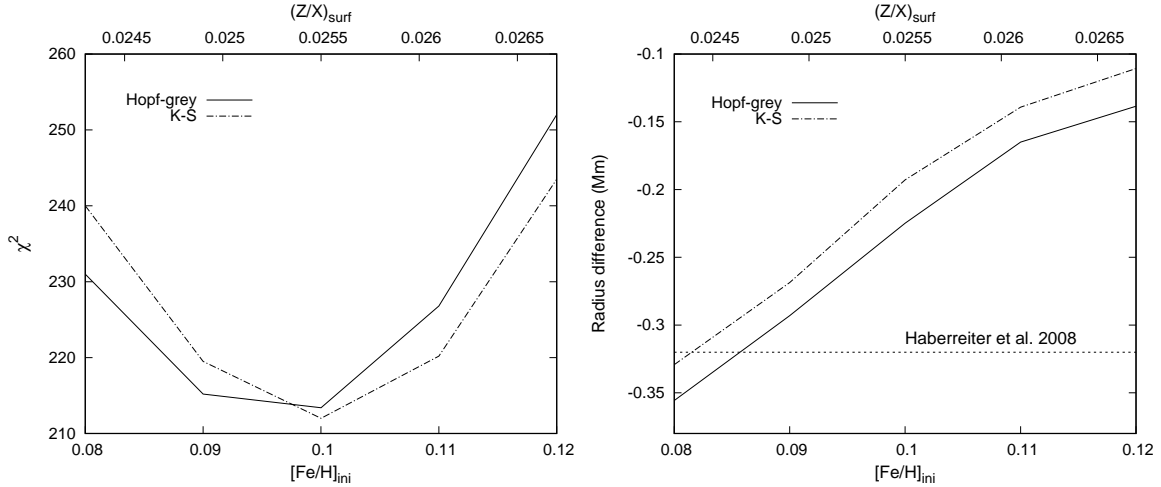 (Z/X)surf
0.0245 0.025 0.0255 0.026 0.0265
260
250
240
230
220
210
χ2
Hopf-grey
K-S
0.08 0.09 0.1 0.11 0.12
[Fe/H]ini
(Z/X)surf
0.0245 0.025 0.0255 0.026 0.0265
-0.1
-0.15
-0.2
-0.25
-0.3
-0.35
Radius difference (Mm)
Hopf-grey
K-S
Haberreiter et al. 2008
0.08 0.09 0.1 0.11 0.12
[Fe/H]ini